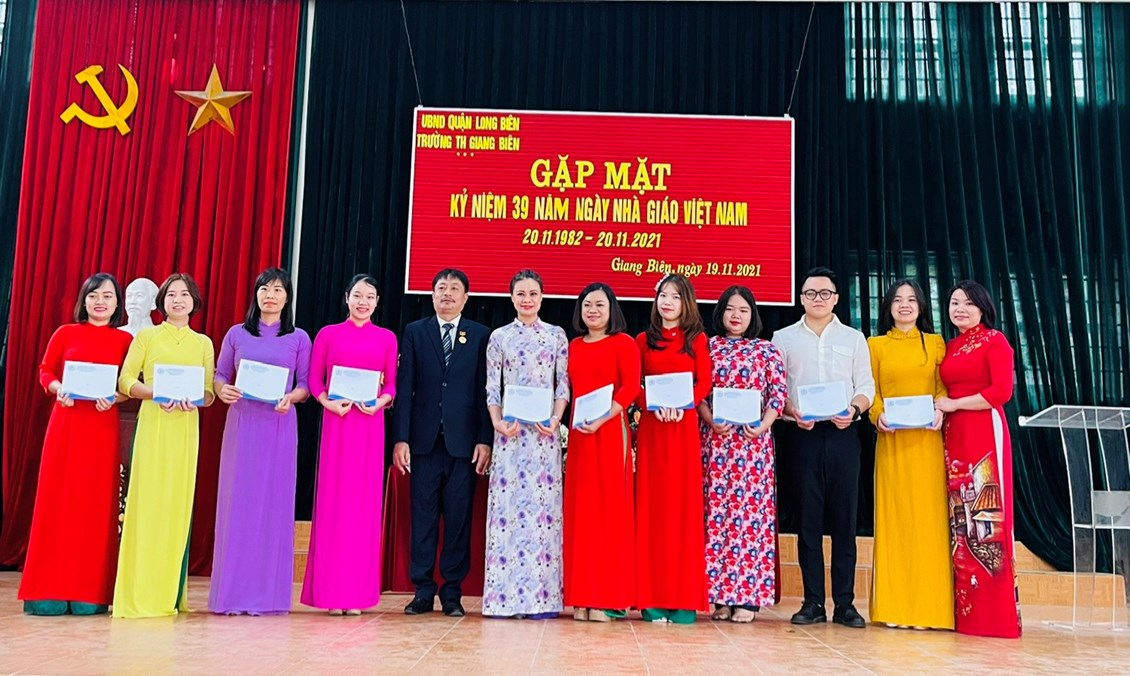 UBND QUẬN LONG BIÊN
TRƯỜNG TH GIANG BIÊN
GẶP MẶT
KỶ NIỆM 39 NĂM NGÀY NHÀ GIÁO VIỆT NAM
20.11.1982 - 20.11.2021
Giang Biên, ngày 19.11.2021